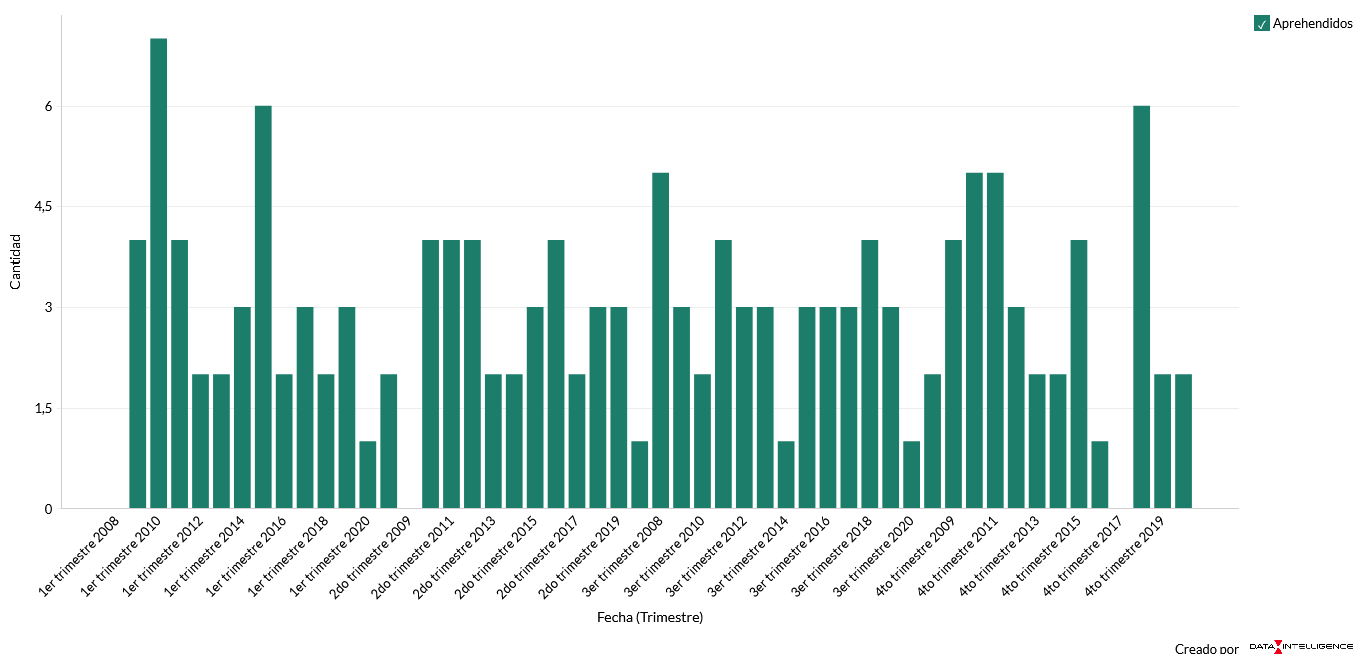 Aprehendidos
6
4,5
3
1,5
0
Cantidad
1er trimestre 2008
1er trimestre 2010
1er trimestre 2012
1er trimestre 2014
1er trimestre 2016
1er trimestre 2018
1er trimestre 2020
2do trimestre 2009
2do trimestre 2011
2do trimestre 2013
2do trimestre 2015
2do trimestre 2017
2do trimestre 2019
3er trimestre 2008
3er trimestre 2010
3er trimestre 2012
3er trimestre 2014
3er trimestre 2016
3er trimestre 2018
3er trimestre 2020
4to trimestre 2009
4to trimestre 2011
4to trimestre 2013
4to trimestre 2015
4to trimestre 2017
4to trimestre 2019
Fecha (Trimestre)
Creado por DATA INTELLIGENCE